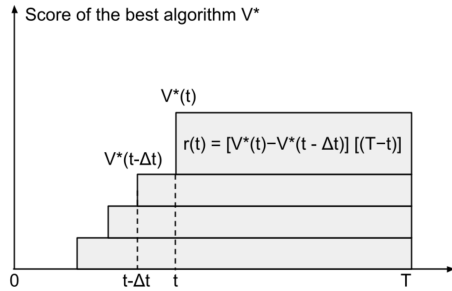 Score of the best algorithm V*
V*(t)
r(t) = [V*(t)−V*(t - Δt)] [(T−t)]
V*(t-Δt)
0
t-Δt
t
T